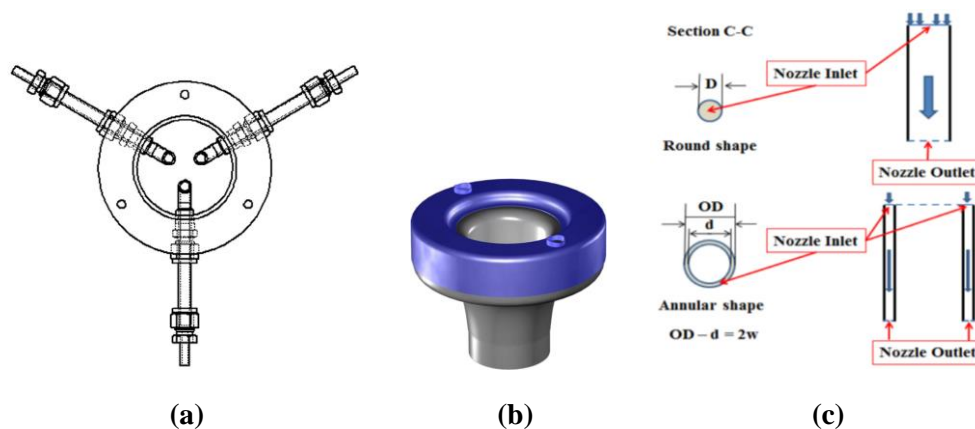 Section C-C
Nozzle Inlet
D
Round shape
Nozzle Outlet
OD
d
Nozzle Inlet
Annular shape
OD – d = 2w
Nozzle Outlet
(a)
(b)
(c)